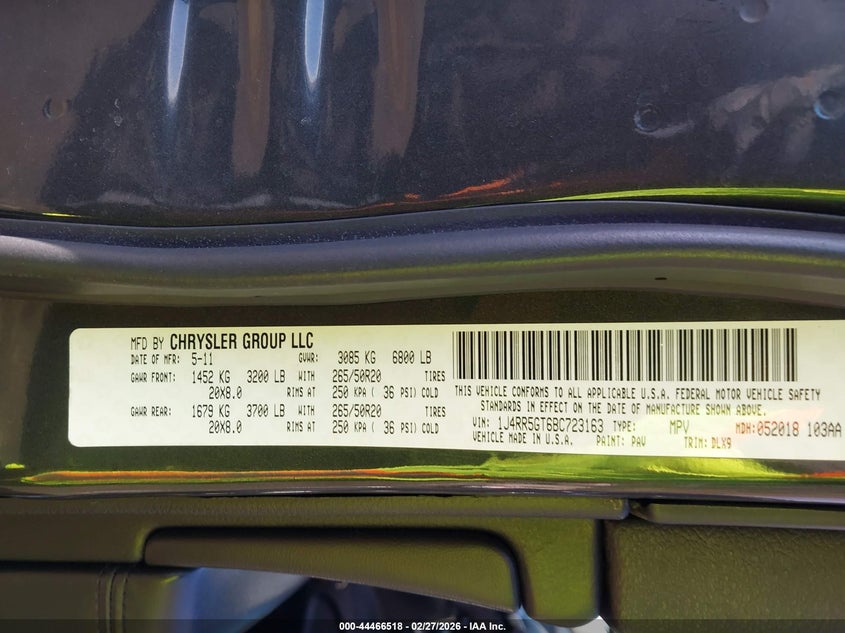 MFD BY CHRYSLER GROUP LLC
DATE OF MFR: 5-11 GVWR: 3085 KG 6800 LB
GAWR FRONT: 1452 KG 3200 LB WITH 265/50R20 TIRES
20X8.0 RIMS AT 250 KPA ( 36 PSI) COLD
GAWR REAR: 1679 KG 3700 LB WITH 265/50R20 TIRES
20X8.0 RIMS AT 250 KPA ( 36 PSI) COLD
THIS VEHICLE CONFORMS TO ALL APPLICABLE U.S.A. FEDERAL MOTOR VEHICLE SAFETY
STANDARDS IN EFFECT ON THE DATE OF MANUFACTURE SHOWN ABOVE.
VIN: 1J4RR5GT6BC723163 TYPE: MPV MDH:052018 103AA
VEHICLE MADE IN U.S.A. PAINT: PAV TRIM: DLX9
000-44466518 - 02/27/2026 - IAA Inc.